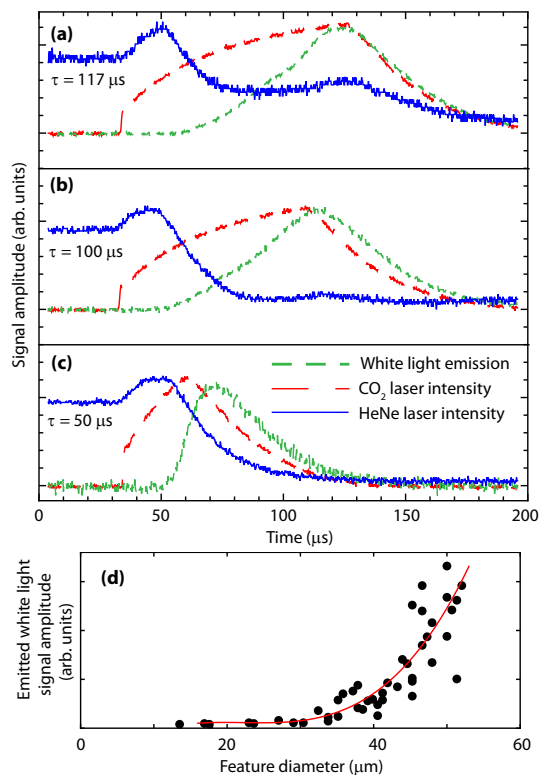 (a)
τ = 117 μs
(b)
τ = 100 μs
Signal amplitude (arb. units)
(c)
τ = 50 μs
White light emission
CO₂ laser intensity
HeNe laser intensity
0 50 100 150 200
Time (μs)
(d)
Emitted white light
signal amplitude
(arb. units)
0 20 40 60
Feature diameter (μm)